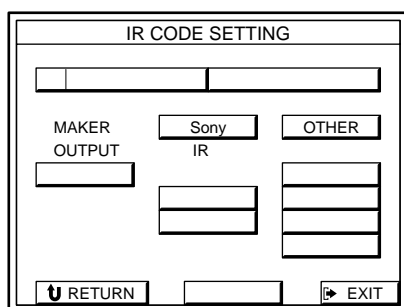 IR CODE SETTING
MAKER Sony OTHER
OUTPUT IR
RETURN EXIT